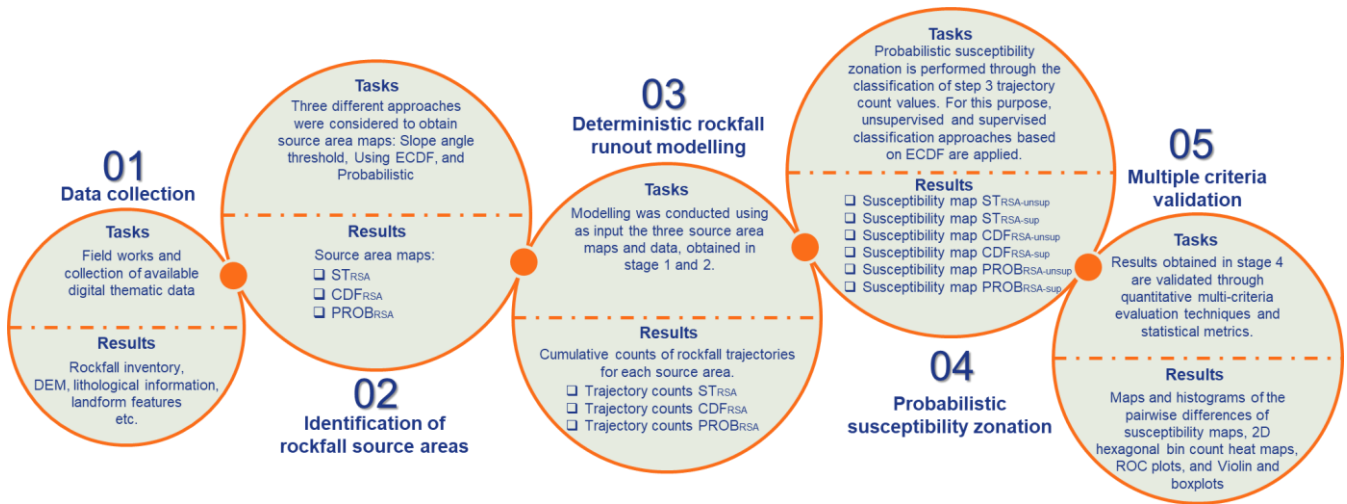 01
Data collection
Tasks
Field works and
collection of available
digital thematic data
Results
Rockfall inventory,
DEM, lithological information,
landform features
etc.
Tasks
Three different approaches
were considered to obtain
source area maps: Slope angle
threshold, Using ECDF, and
Probabilistic
Results
Source area maps:
❑ STRSA
❑ CDFRSA
❑ PROBRSA
02
Identification of
rockfall source areas
03
Deterministic rockfall
runout modelling
Tasks
Modelling was conducted using
as input the three source area
maps and data, obtained in
stage 1 and 2.
Results
Cumulative counts of rockfall trajectories
for each source area.
❑ Trajectory counts STRSA
❑ Trajectory counts CDFRSA
❑ Trajectory counts PROBRSA
Tasks
Probabilistic susceptibility
zonation is performed through the
classification of step 3 trajectory
count values. For this purpose,
unsupervised and supervised
classification approaches based
on ECDF are applied.
Results
❑ Susceptibility map STRSA-unsup
❑ Susceptibility map STRSA-sup
❑ Susceptibility map CDFRSA-unsup
❑ Susceptibility map CDFRSA-sup
❑ Susceptibility map PROBRSA-unsup
❑ Susceptibility map PROBRSA-sup
04
Probabilistic
susceptibility zonation
05
Multiple criteria
validation
Tasks
Results obtained in stage 4
are validated through
quantitative multi-criteria
evaluation techniques and
statistical metrics.
Results
Maps and histograms of the
pairwise differences of
susceptibility maps, 2D
hexagonal bin count heat maps,
ROC plots, and Violin and
boxplots